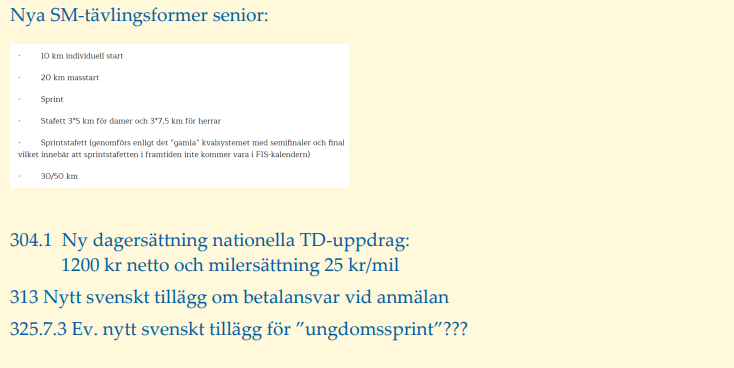 Nya SM-tävlingsformer senior:
· 10 km individuell start
· 20 km masstart
· Sprint
· Stafett 3*5 km för damer och 3*7,5 km för herrar
· Sprintstafett (genomförs enligt det "gamla" kvalsystemet med semifinaler och final
vilket innebär att sprintstafetten i framtiden inte kommer vara i FIS-kalendern)
· 30/50 km
304.1 Ny dagersättning nationella TD-uppdrag:
1200 kr netto och milersättning 25 kr/mil
313 Nytt svenskt tillägg om betalansvar vid anmälan
325.7.3 Ev. nytt svenskt tillägg för ”ungdomssprint”???